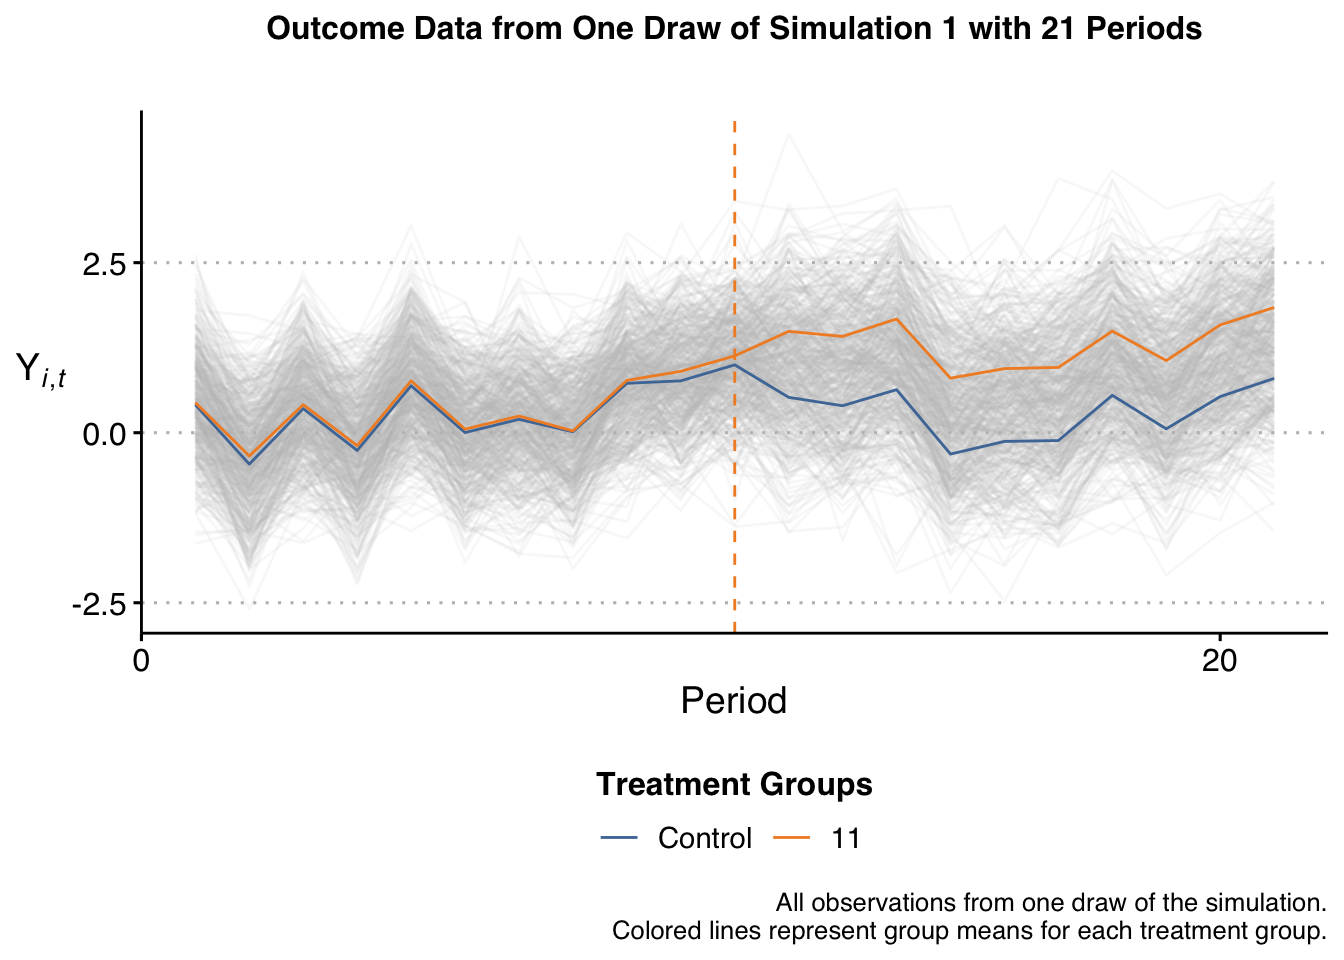 Outcome Data from One Draw of Simulation 1 with 21 Periods
2.5
Y i,t
0.0
-2.5
0
20
Period
Treatment Groups
Control
11
All observations from one draw of the simulation.
Colored lines represent group means for each treatment group.